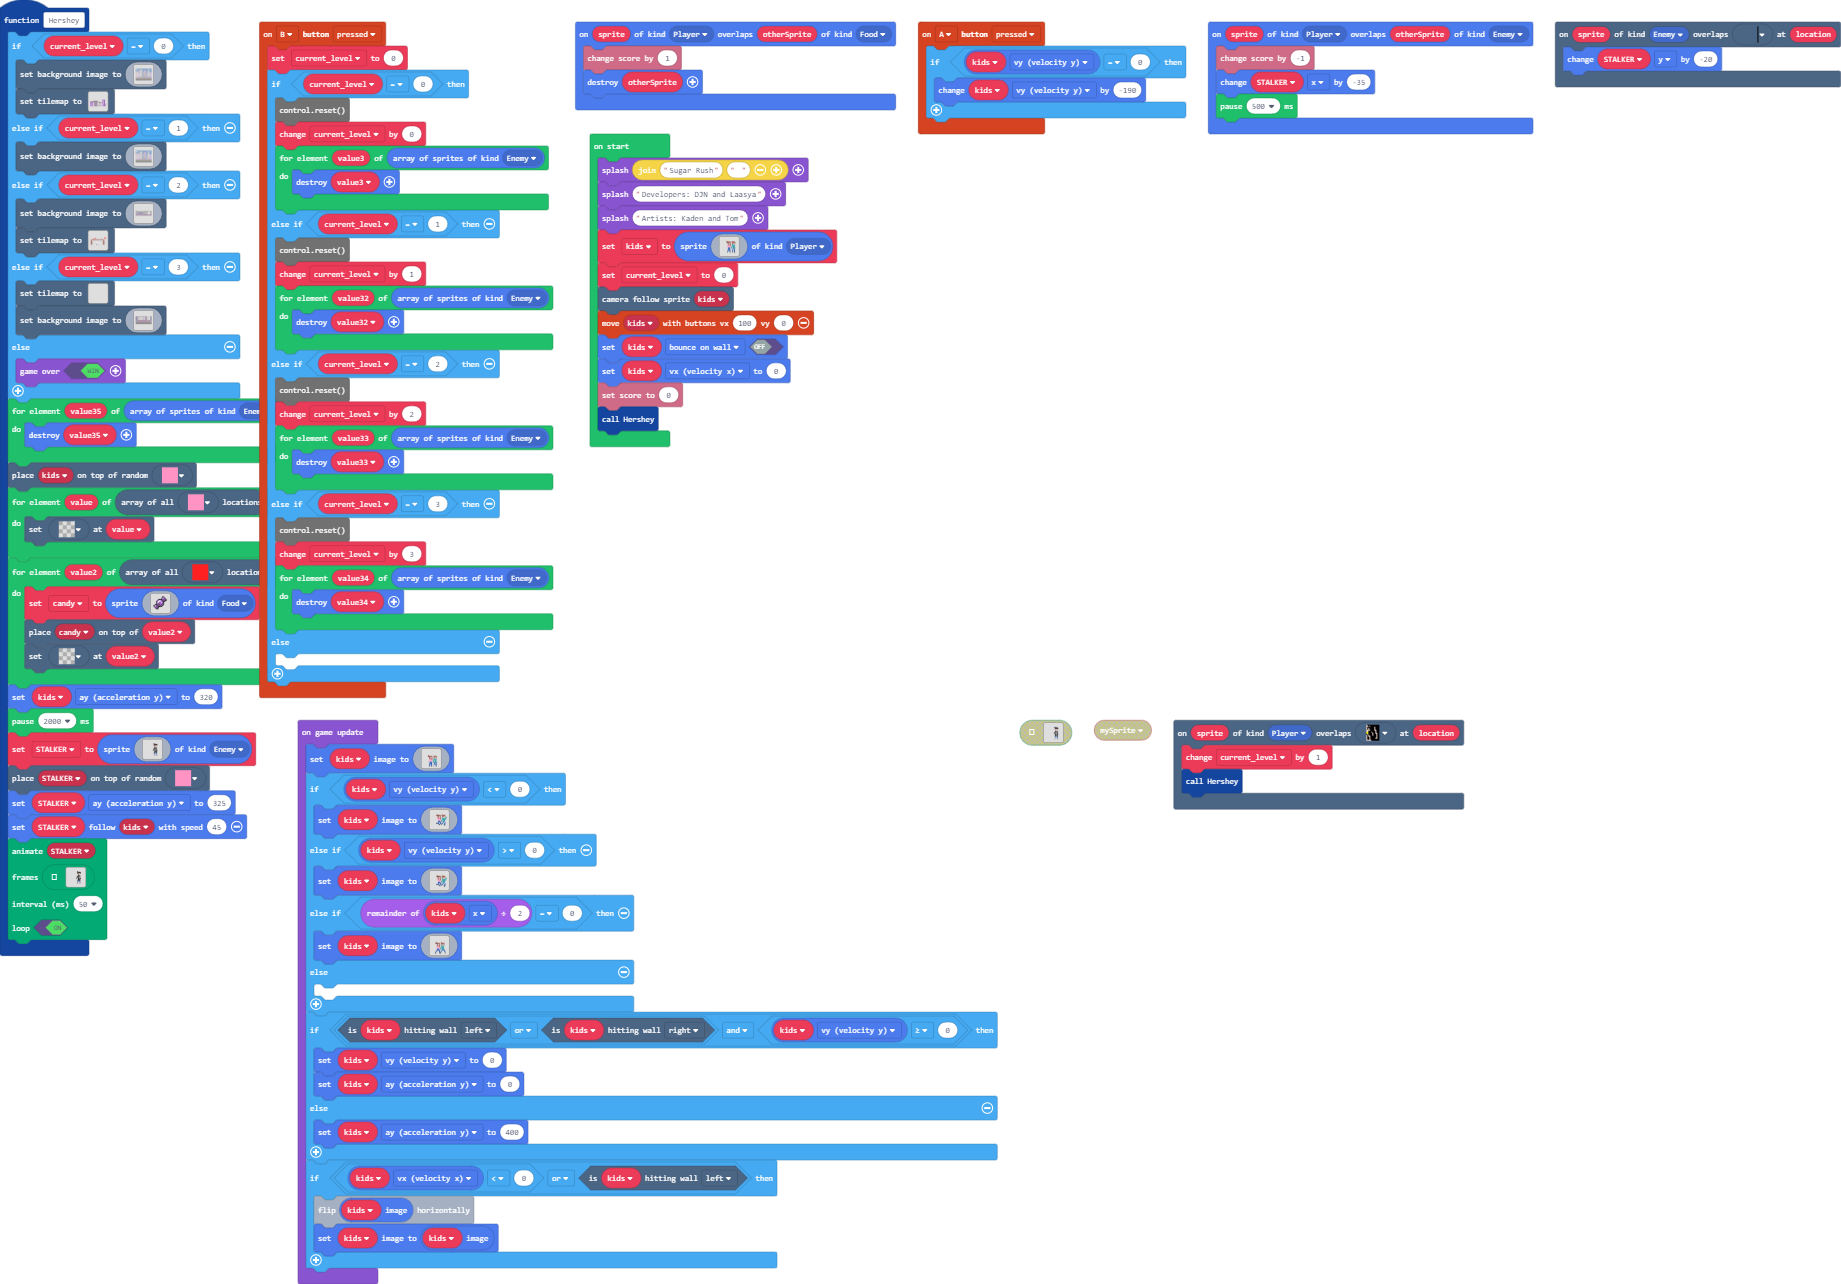 function Hershey
if current_level = 0 then
set background image to
set tilemap to
else if current_level = 1 then
set background image to
else if current_level = 2 then
set background image to
set tilemap to
else if current_level = 3 then
set tilemap to
set background image to
else
game over WIN
for element value35 of array of sprites of kind
do
destroy value35
place kids on top of random
for element value of array of all
do
set at value
for element value2 of array of all
do
set candy to sprite of kind Food
place candy on top of value2
set at value2
set kids ay (acceleration y) to 320
pause 2000 ms
set STALKER to sprite of kind Enemy
place STALKER on top of random
set STALKER ay (acceleration y) to 325
set STALKER follow kids with speed 45
animate STALKER
frames
interval (ms) 50
loop ON
on B button pressed
set current_level to 0
if current_level = 0 then
control.reset()
change current_level by 0
for element value3 of array of sprites of kind Enemy
do
destroy value3
else if current_level = 1 then
control.reset()
change current_level by 1
for element value32 of array of sprites of kind Enemy
do
destroy value32
else if current_level = 2 then
control.reset()
change current_level by 2
for element value33 of array of sprites of kind Enemy
do
destroy value33
else if current_level = 3 then
control.reset()
change current_level by 3
for element value34 of array of sprites of kind Enemy
do
destroy value34
else
on sprite of kind Player overlaps otherSprite of kind Food
change score by 1
destroy otherSprite
on start
splash join "Sugar Rush" " "
splash "Developers: DJN and Laasya"
splash "Artists: Kaden and Tom"
set kids to sprite of kind Player
set current_level to 0
camera follow sprite kids
move kids with buttons vx 100 vy 0
set kids bounce on wall OFF
set kids vx (velocity x) to 0
set score to 0
call Hershey
on A button pressed
if kids vy (velocity y) = 0 then
change kids vy (velocity y) by -190
on sprite of kind Player overlaps otherSprite of kind Enemy
change score by -1
change STALKER x by -35
pause 500 ms
on sprite of kind Enemy overlaps at location
change STALKER y by -20
on game update
set kids image to
if kids vy (velocity y) < 0 then
set kids image to
else if kids vy (velocity y) > 0 then
set kids image to
else if remainder of kids x ÷ 2 = 0 then
set kids image to
else
if is kids hitting wall left or is kids hitting wall right and kids vy (velocity y) ≥ 0 then
set kids vy (velocity y) to 0
set kids ay (acceleration y) to 0
else
set kids ay (acceleration y) to 400
if kids vx (velocity x) < 0 or is kids hitting wall left then
flip kids image horizontally
set kids image to kids image
mySprite
on sprite of kind Player overlaps at location
change current_level by 1
call Hershey